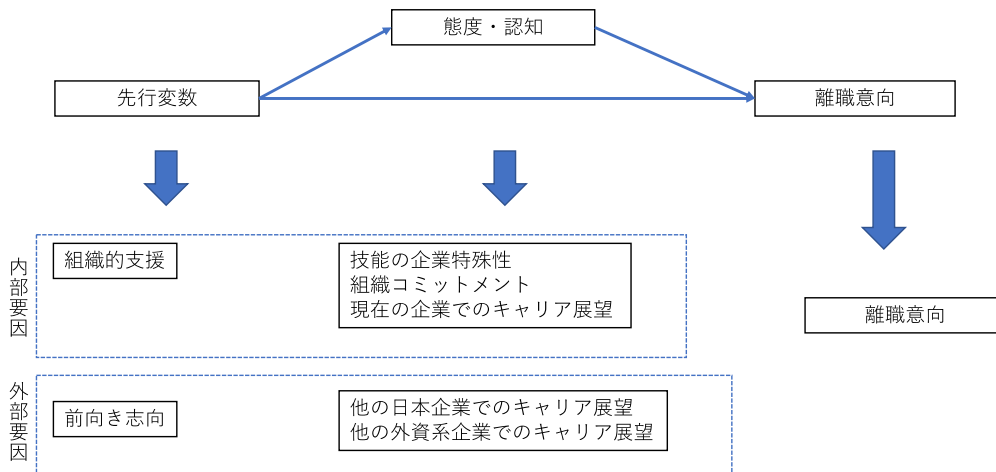 態度・認知
先行変数
離職意向
内部要因
組織的支援
技能の企業特殊性
組織コミットメント
現在の企業でのキャリア展望
離職意向
外部要因
前向き志向
他の日本企業でのキャリア展望
他の外資系企業でのキャリア展望